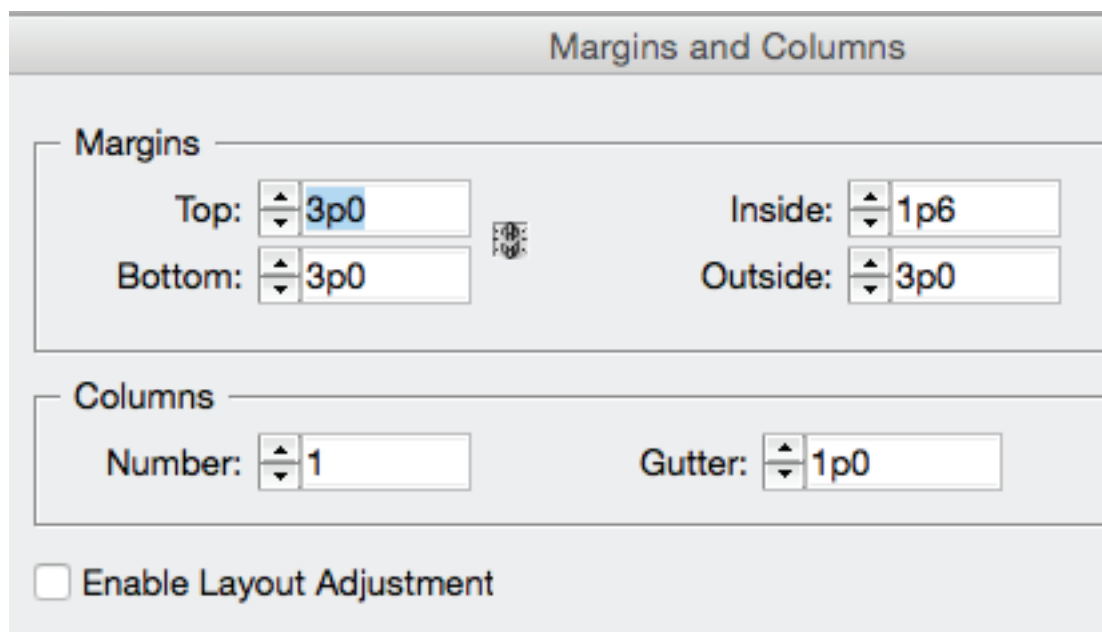 Margins and Columns
Margins
Top: 3p0 Inside: 1p6
Bottom: 3p0 Outside: 3p0
Columns
Number: 1 Gutter: 1p0
Enable Layout Adjustment